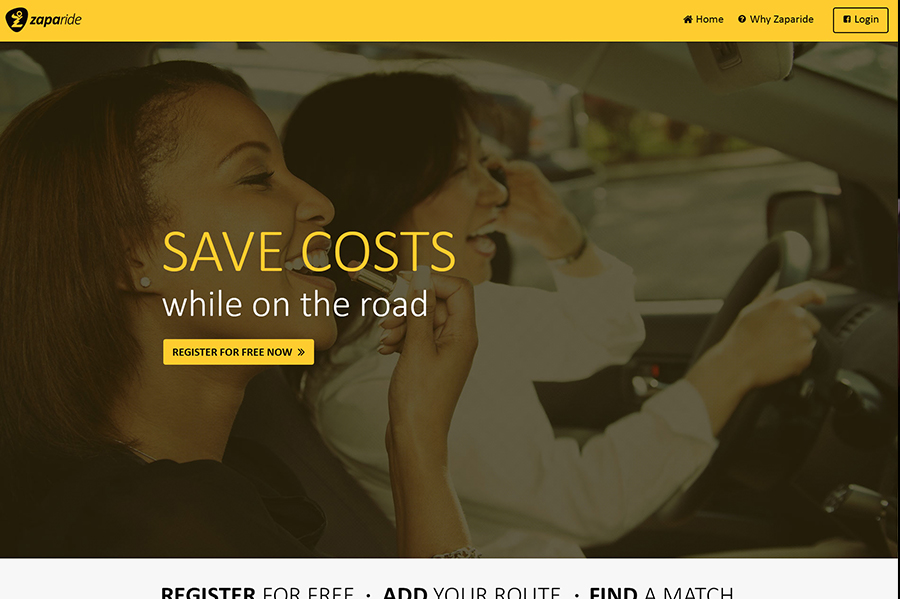 zaparide
Home
Why Zaparide
Login
SAVE COSTS
while on the road
REGISTER FOR FREE NOW »
REGISTER FOR FREE · ADD YOUR ROUTE · FIND A MATCH